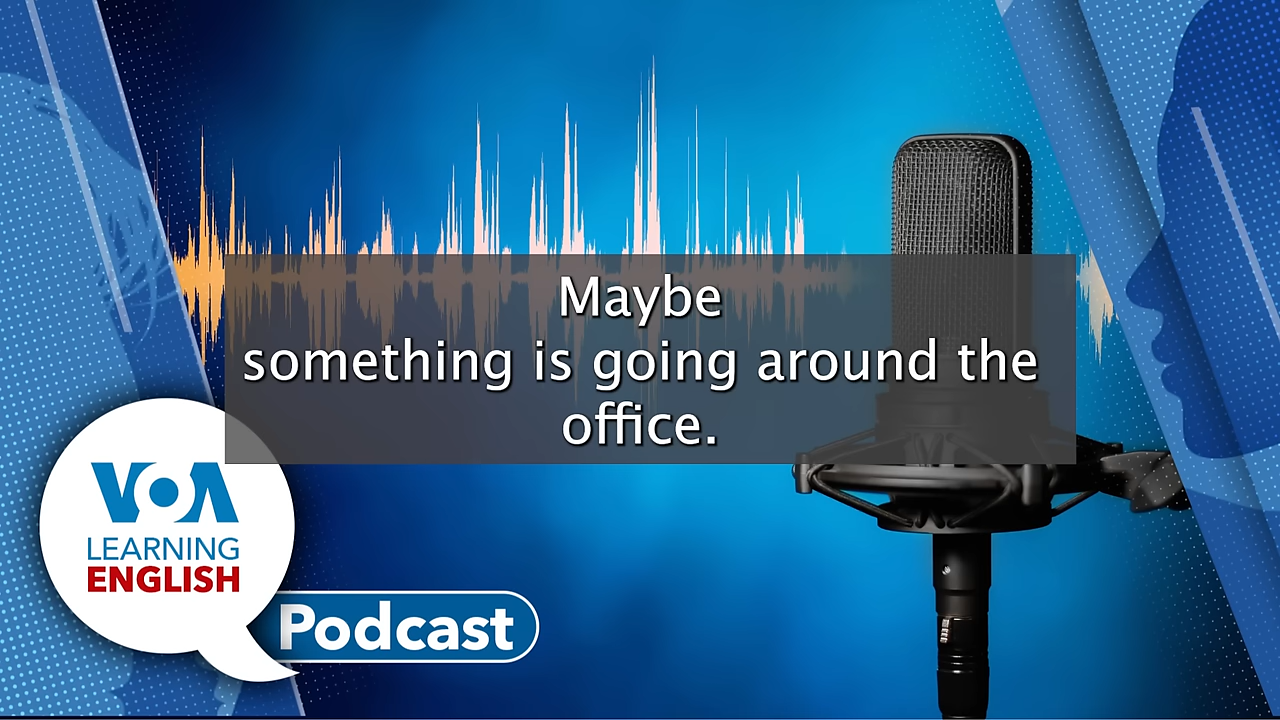 Maybe
something is going around the
office.
VOA
LEARNING
ENGLISH
Podcast